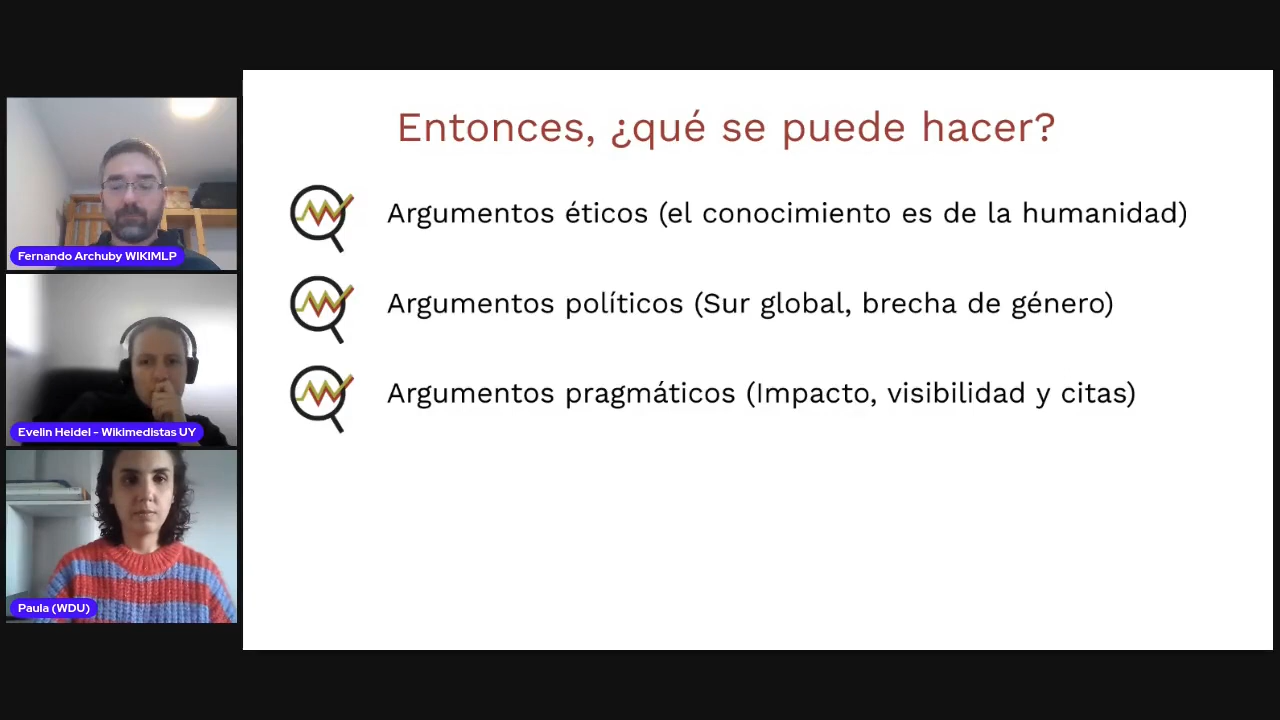 Entonces, ¿qué se puede hacer?
Argumentos éticos (el conocimiento es de la humanidad)
Argumentos políticos (Sur global, brecha de género)
Argumentos pragmáticos (Impacto, visibilidad y citas)
Fernando Archuby WIKIMLP
Evelin Heidel - Wikimedistas UY
Paula (WDU)